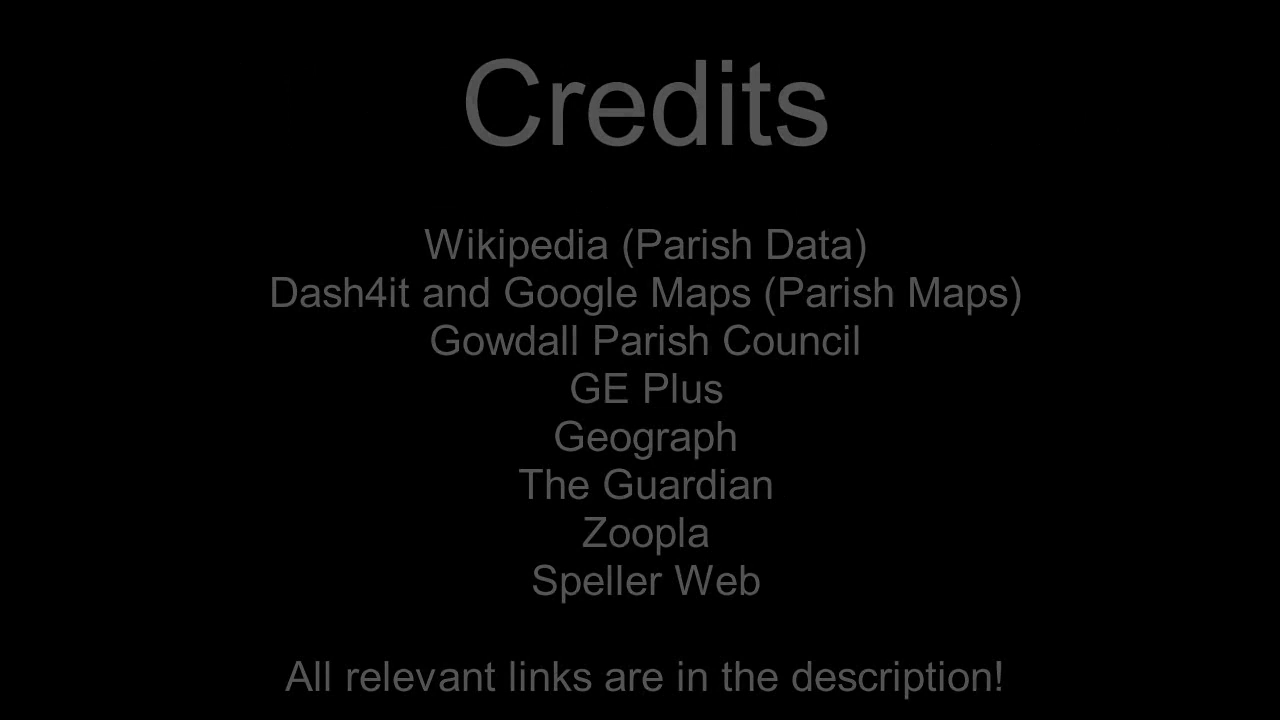 Credits
Wikipedia (Parish Data)
Dash4it and Google Maps (Parish Maps)
Gowdall Parish Council
GE Plus
Geograph
The Guardian
Zoopla
Speller Web
All relevant links are in the description!